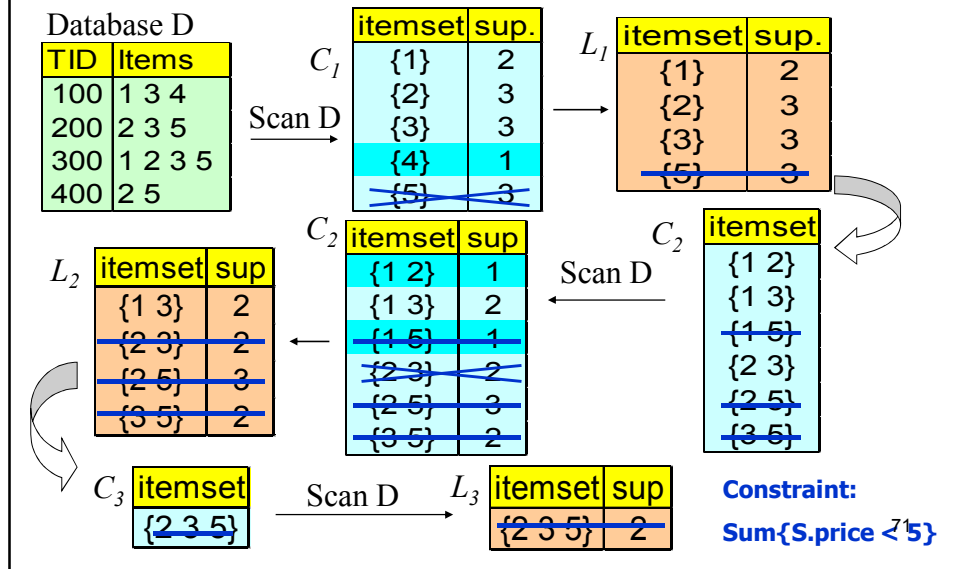 Database D
TID Items
100 1 3 4
200 2 3 5
300 1 2 3 5
400 2 5
Scan D
C1
itemset sup.
{1} 2
{2} 3
{3} 3
{4} 1
{5} 3
L1
itemset sup.
{1} 2
{2} 3
{3} 3
{5} 3
C2
itemset
{1 2}
{1 3}
{1 5}
{2 3}
{2 5}
{3 5}
Scan D
C2
itemset sup
{1 2} 1
{1 3} 2
{1 5} 1
{2 3} 2
{2 5} 3
{3 5} 2
L2
itemset sup
{1 3} 2
{2 3} 2
{2 5} 3
{3 5} 2
C3
itemset
{2 3 5}
Scan D
L3
itemset sup
{2 3 5} 2
Constraint:
Sum{S.price < 5}
71